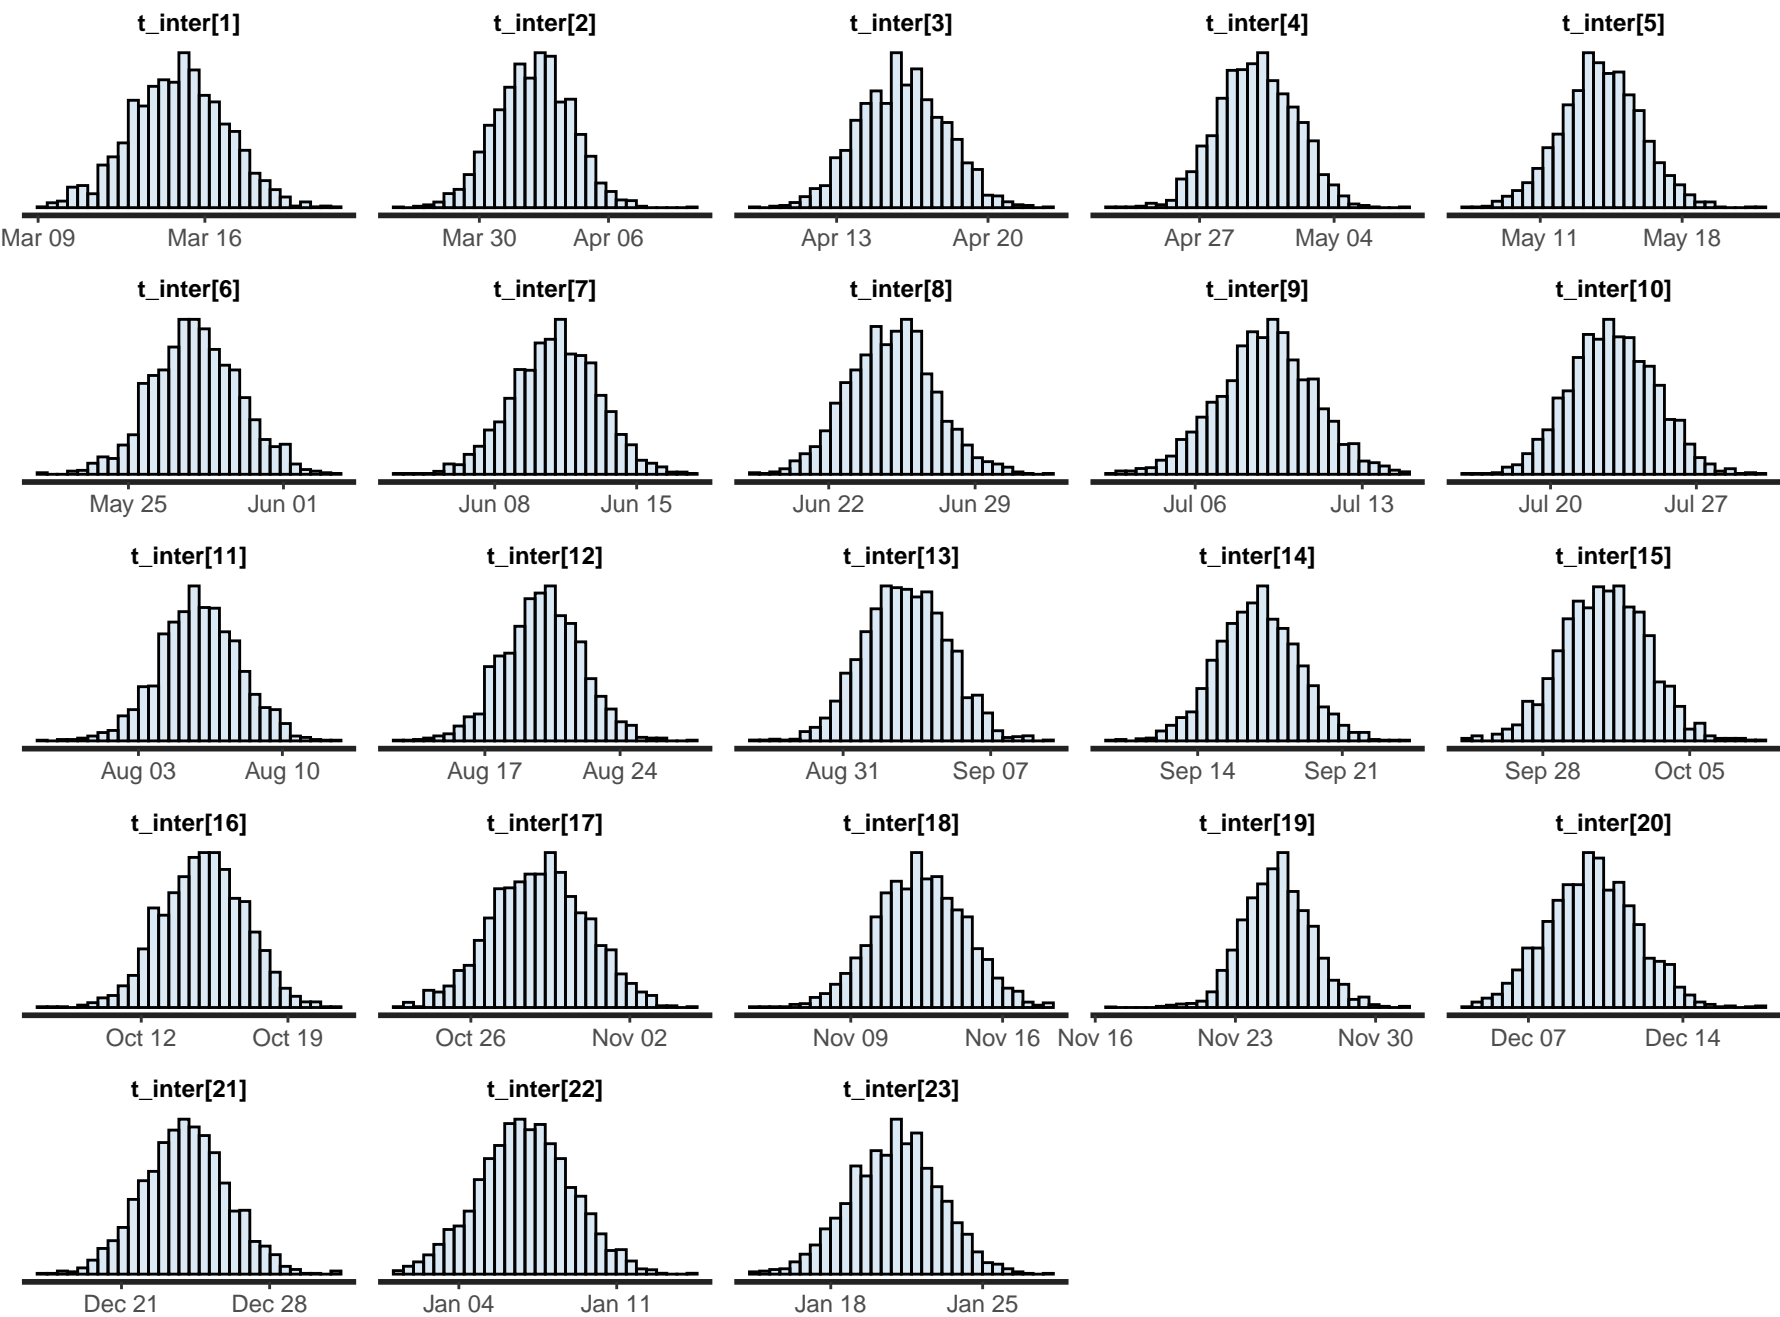 t_inter[1] t_inter[2] t_inter[3] t_inter[4] t_inter[5]
Mar 09 Mar 16 Mar 30 Apr 06 Apr 13 Apr 20 Apr 27 May 04 May 11 May 18
t_inter[6] t_inter[7] t_inter[8] t_inter[9] t_inter[10]
May 25 Jun 01 Jun 08 Jun 15 Jun 22 Jun 29 Jul 06 Jul 13 Jul 20 Jul 27
t_inter[11] t_inter[12] t_inter[13] t_inter[14] t_inter[15]
Aug 03 Aug 10 Aug 17 Aug 24 Aug 31 Sep 07 Sep 14 Sep 21 Sep 28 Oct 05
t_inter[16] t_inter[17] t_inter[18] t_inter[19] t_inter[20]
Oct 12 Oct 19 Oct 26 Nov 02 Nov 09 Nov 16 Nov 16 Nov 23 Nov 30 Dec 07 Dec 14
t_inter[21] t_inter[22] t_inter[23]
Dec 21 Dec 28 Jan 04 Jan 11 Jan 18 Jan 25